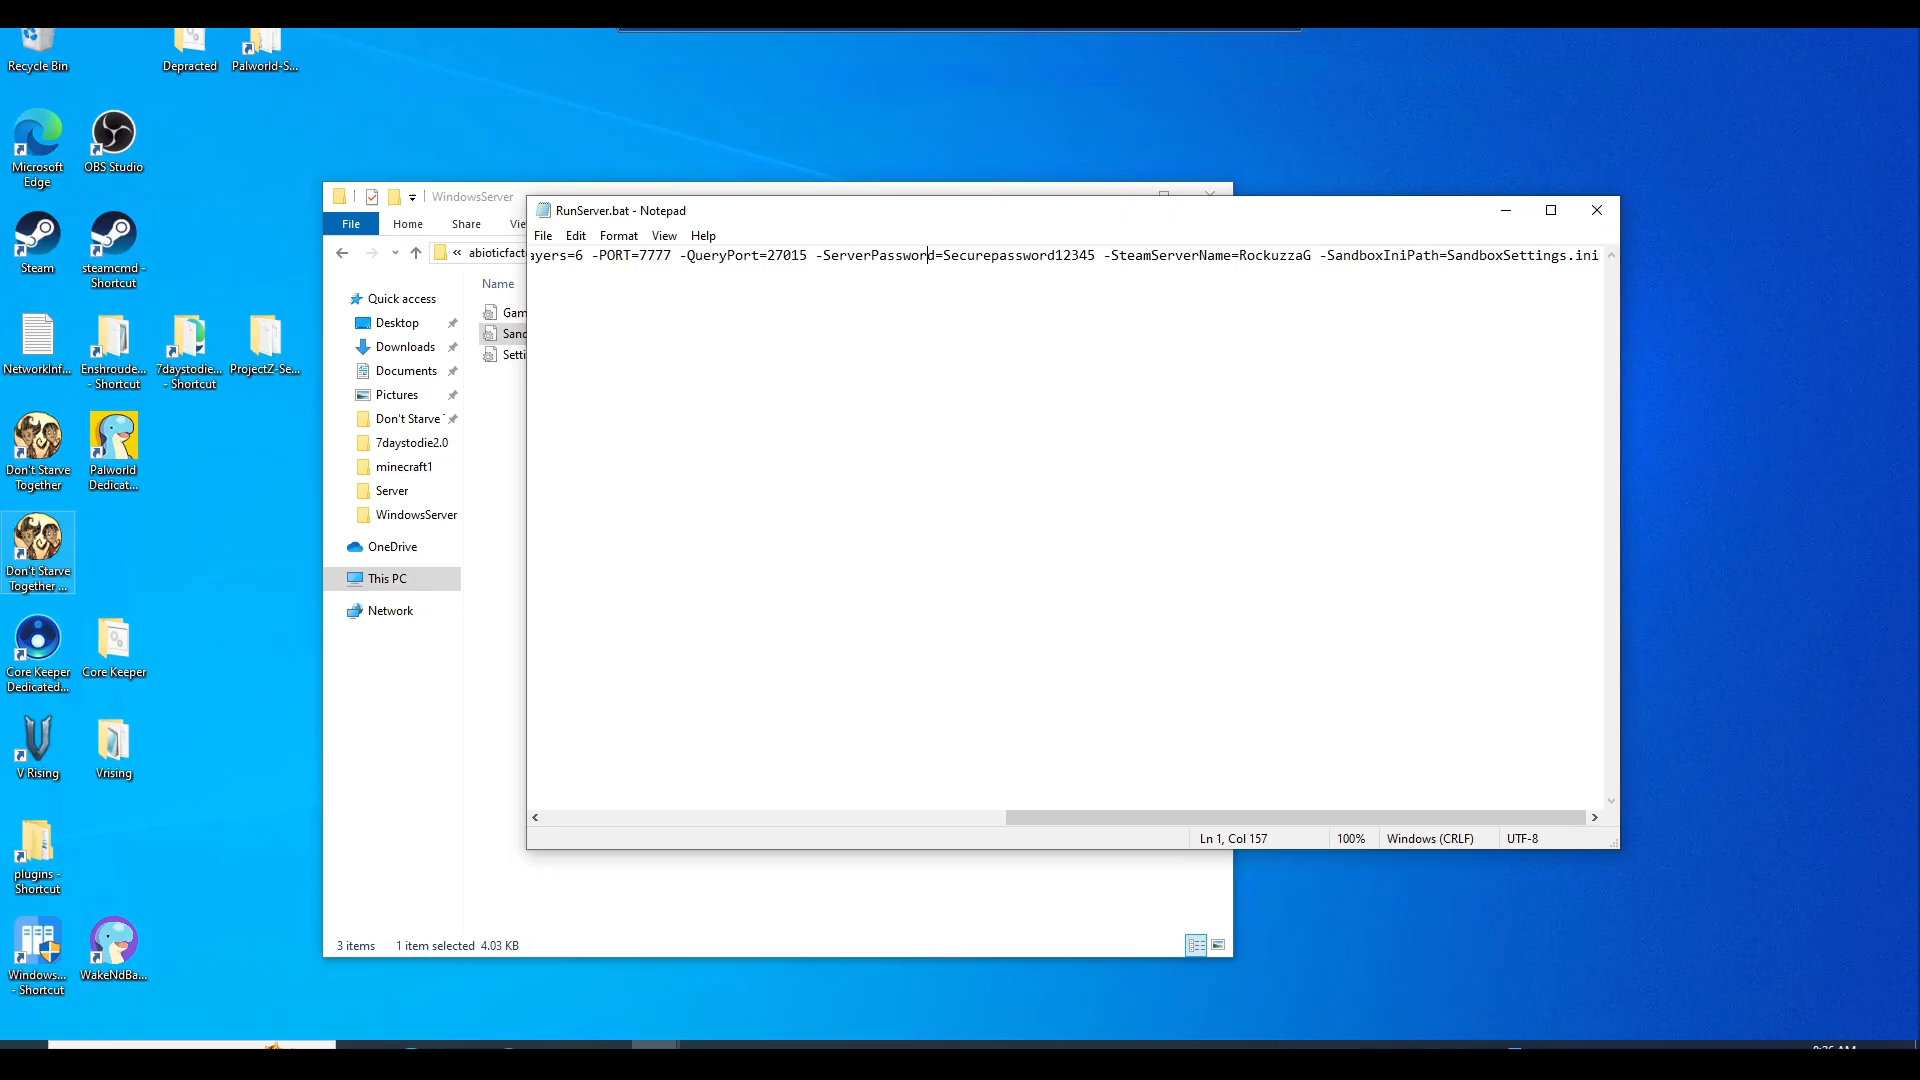 Recycle Bin
Depracted
Palworld-S...
Microsoft
Edge
OBS Studio
Steam
steamcmd -
Shortcut
NetworkInf...
Enshroude...
- Shortcut
7daystodie...
- Shortcut
ProjectZ-Se...
Don't Starve
Together
Palworld
Dedicat...
Don't Starve
Together ...
Core Keeper
Dedicated...
Core Keeper
V Rising
Vrising
plugins -
Shortcut
Windows...
- Shortcut
WakeNdBa...
WindowsServer
File Home Share Vie
« abioticfact
Name
Quick access
Desktop
Downloads
Documents
Pictures
Don't Starve
7daystodie2.0
minecraft1
Server
WindowsServer
OneDrive
This PC
Network
Gam
Sand
Setti
3 items 1 item selected 4.03 KB
RunServer.bat - Notepad
File Edit Format View Help
ayers=6 -PORT=7777 -QueryPort=27015 -ServerPassword=Securepassword12345 -SteamServerName=RockuzzaG -SandboxIniPath=SandboxSettings.ini
Ln 1, Col 157 100% Windows (CRLF) UTF-8